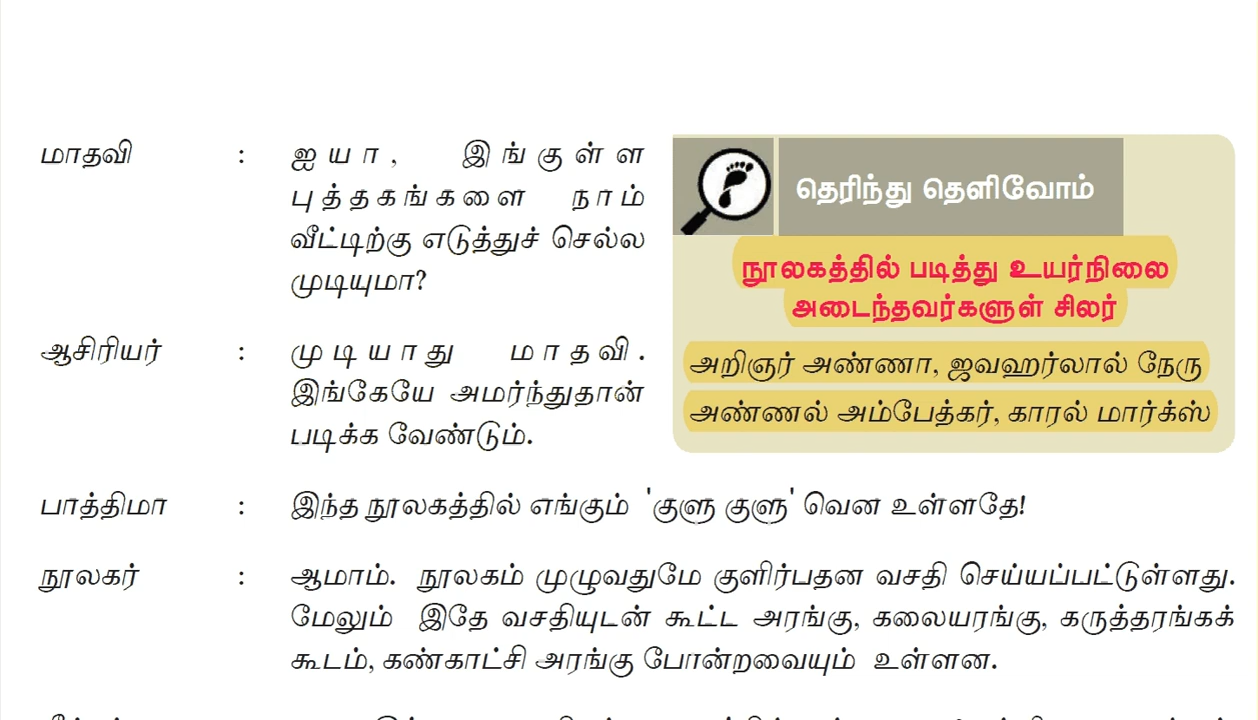 மாதவி : ஐயா, இங்குள்ள
புத்தகங்களை நாம்
வீட்டிற்கு எடுத்துச் செல்ல
முடியுமா?
ஆசிரியர் : முடியாது மாதவி.
இங்கேயே அமர்ந்துதான்
படிக்க வேண்டும்.
தெரிந்து தெளிவோம்
நூலகத்தில் படித்து உயர்நிலை
அடைந்தவர்களுள் சிலர்
அறிஞர் அண்ணா, ஜவஹர்லால் நேரு
அண்ணல் அம்பேத்கர், காரல் மார்க்ஸ்
பாத்திமா : இந்த நூலகத்தில் எங்கும் 'குளு குளு' வென உள்ளதே!
நூலகர் : ஆமாம். நூலகம் முழுவதுமே குளிர்பதன வசதி செய்யப்பட்டுள்ளது.
மேலும் இதே வசதியுடன் கூட்ட அரங்கு, கலையரங்கு, கருத்தரங்கக்
கூடம், கண்காட்சி அரங்கு போன்றவையும் உள்ளன.